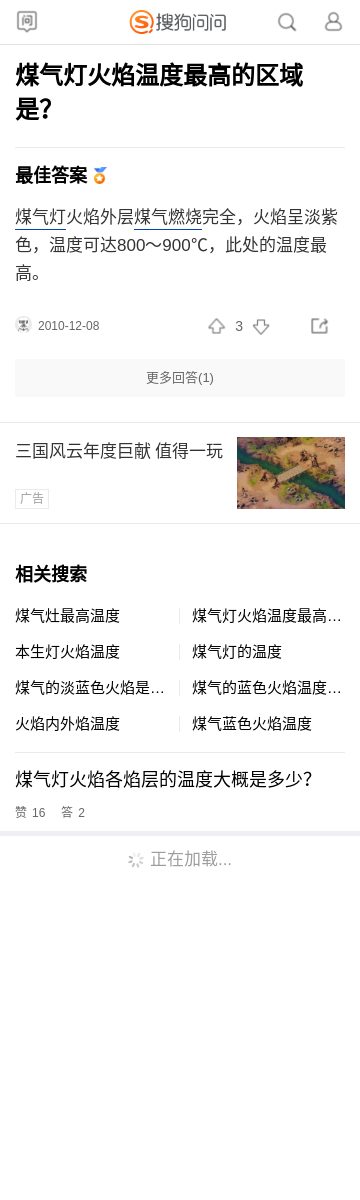 问
搜狗问问
煤气灯火焰温度最高的区域
是?
最佳答案
煤气灯火焰外层煤气燃烧完全，火焰呈淡紫
色，温度可达800～900℃，此处的温度最
高。
2010-12-08
3
更多回答(1)
三国风云年度巨献 值得一玩
广告
相关搜索
煤气灶最高温度
煤气灯火焰温度最高…
本生灯火焰温度
煤气灯的温度
煤气的淡蓝色火焰是…
煤气的蓝色火焰温度…
火焰内外焰温度
煤气蓝色火焰温度
煤气灯火焰各焰层的温度大概是多少？
赞 16 答 2
正在加载...